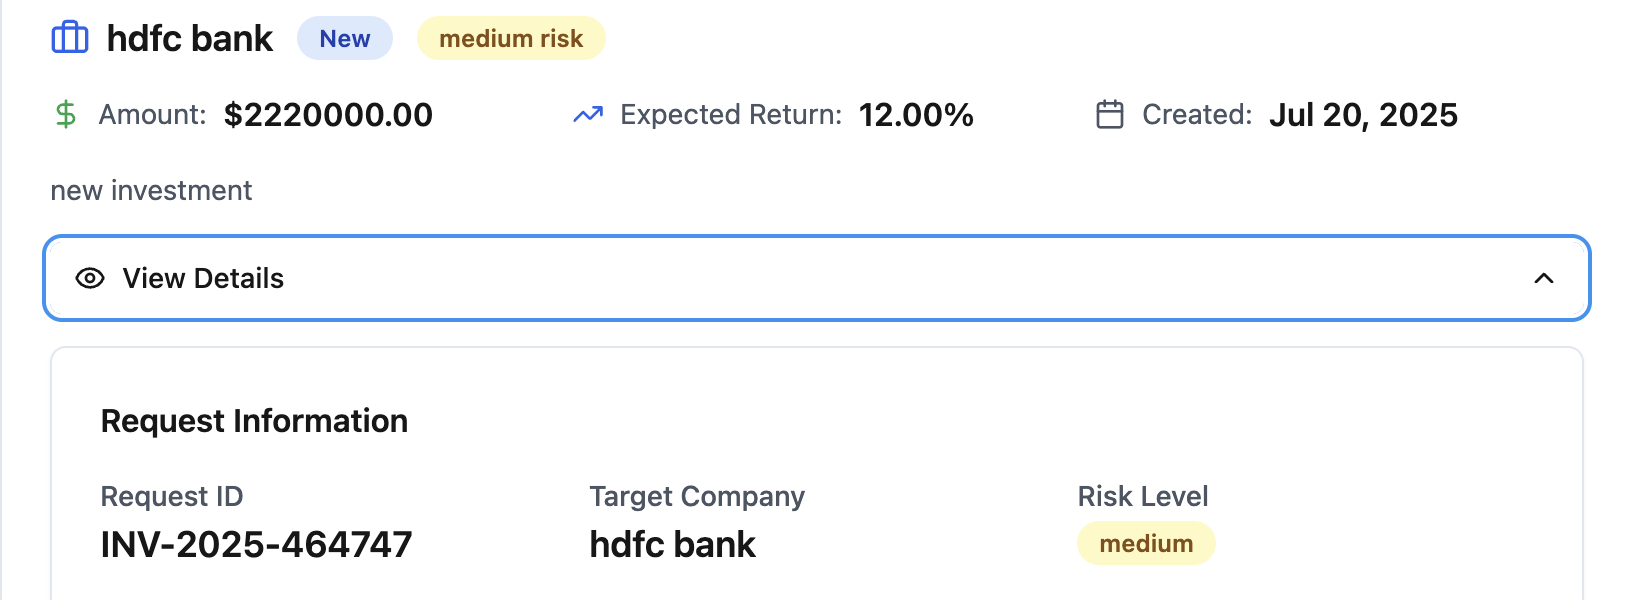 hdfc bank New medium risk
Amount: $2220000.00 Expected Return: 12.00% Created: Jul 20, 2025
new investment
View Details
Request Information
Request ID Target Company Risk Level
INV-2025-464747 hdfc bank medium